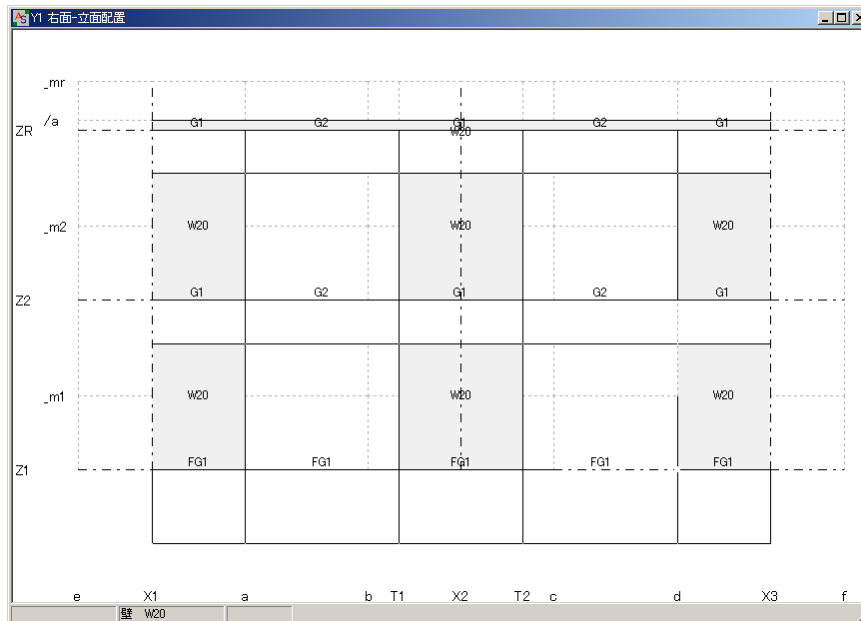 Y1 右面-立面配置
_mr
/a
G1 G2 G1 G2 G1
ZR
W20
_m2 W20 W20 W20
G1 G2 G1 G2 G1
Z2
_m1 W20 W20 W20
FG1 FG1 FG1 FG1 FG1
Z1
e X1 a b T1 X2 T2 c d X3 f
壁 W20